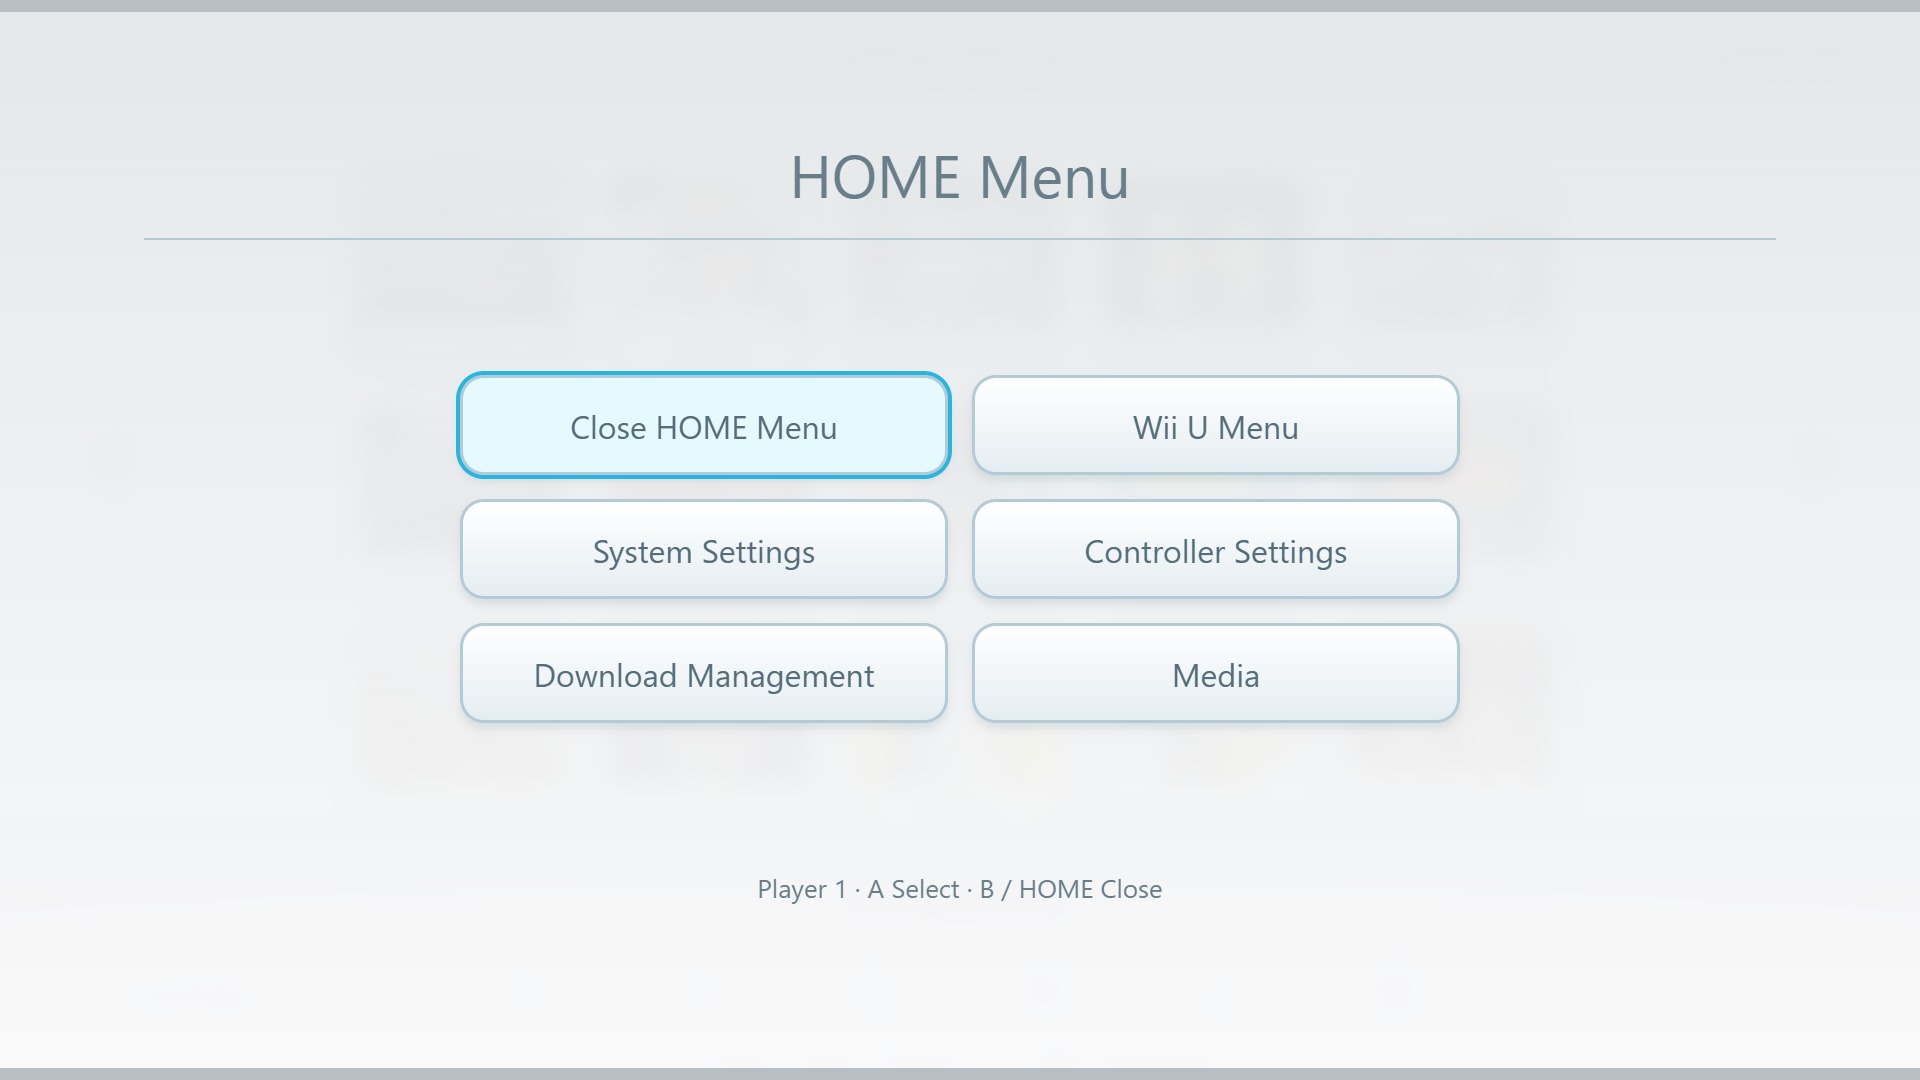 HOME Menu
Close HOME Menu
Wii U Menu
System Settings
Controller Settings
Download Management
Media
Player 1 · A Select · B / HOME Close